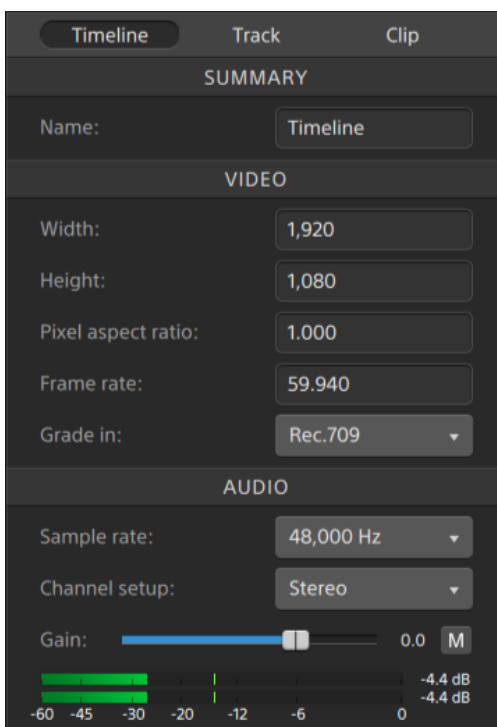 Timeline Track Clip
SUMMARY
Name: Timeline
VIDEO
Width: 1,920
Height: 1,080
Pixel aspect ratio: 1.000
Frame rate: 59.940
Grade in: Rec.709
AUDIO
Sample rate: 48,000 Hz
Channel setup: Stereo
Gain: 0.0 M
-4.4 dB
-4.4 dB
-60 -45 -30 -20 -12 -6 0